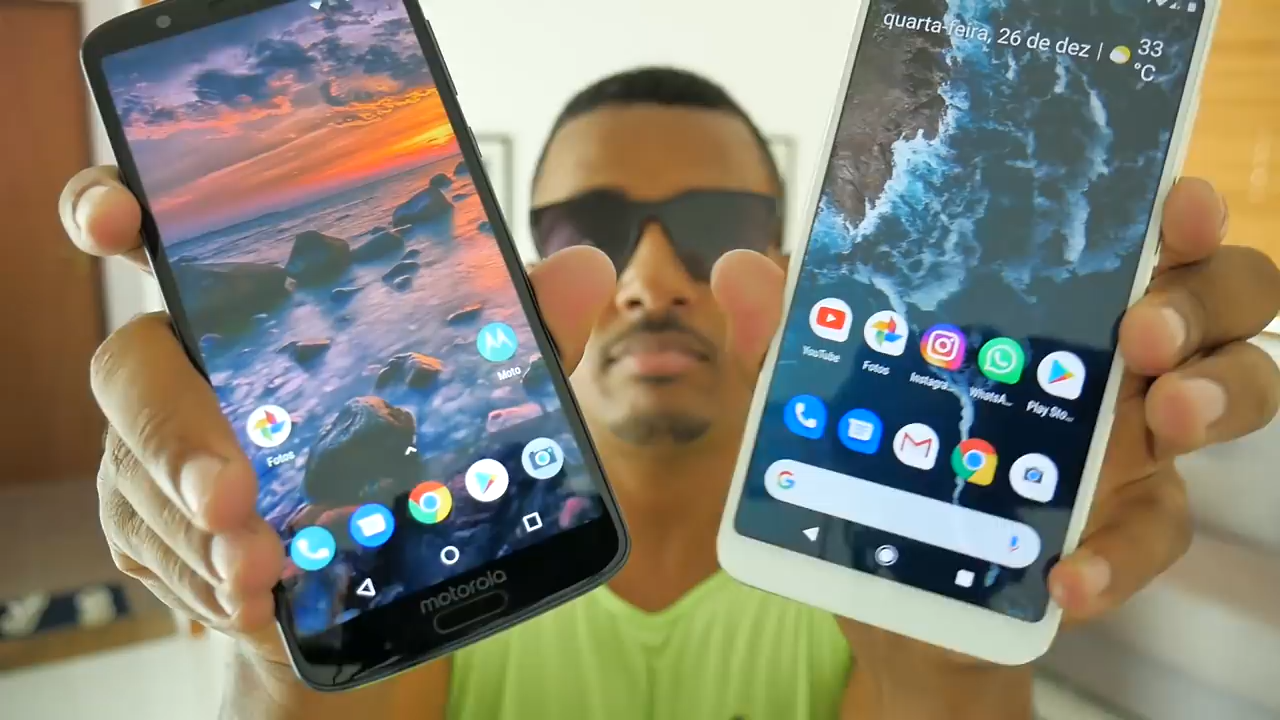 Moto
Fotos
motorola
quarta-feira, 26 de dez | 33
°C
YouTube
Fotos
Instagra...
WhatsA...
Play Sto...
G